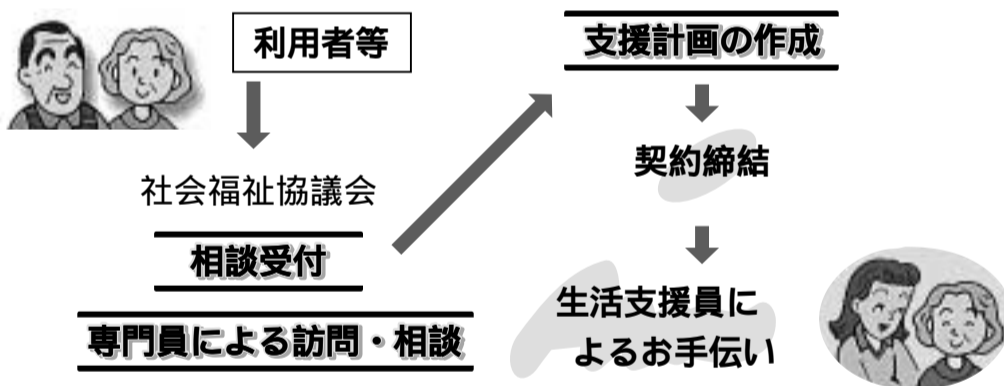 利用者等
社会福祉協議会
相談受付
専門員による訪問・相談
支援計画の作成
契約締結
生活支援員に
よるお手伝い